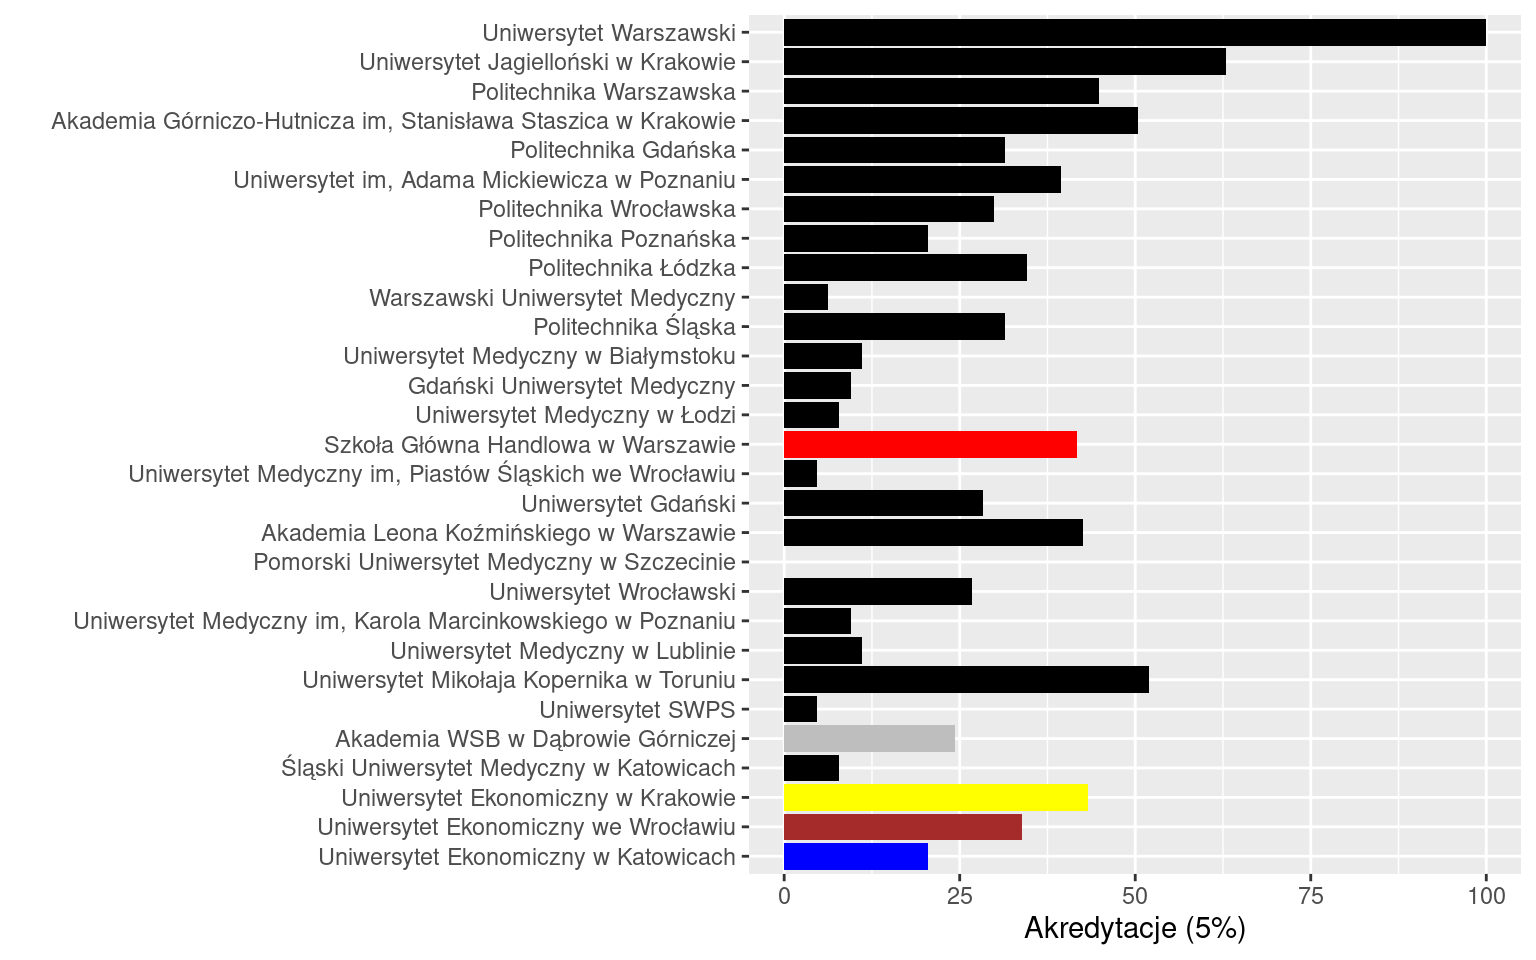 Uniwersytet Warszawski
Uniwersytet Jagielloński w Krakowie
Politechnika Warszawska
Akademia Górniczo-Hutnicza im, Stanisława Staszica w Krakowie
Politechnika Gdańska
Uniwersytet im, Adama Mickiewicza w Poznaniu
Politechnika Wrocławska
Politechnika Poznańska
Politechnika Łódzka
Warszawski Uniwersytet Medyczny
Politechnika Śląska
Uniwersytet Medyczny w Białymstoku
Gdański Uniwersytet Medyczny
Uniwersytet Medyczny w Łodzi
Szkoła Główna Handlowa w Warszawie
Uniwersytet Medyczny im, Piastów Śląskich we Wrocławiu
Uniwersytet Gdański
Akademia Leona Koźmińskiego w Warszawie
Pomorski Uniwersytet Medyczny w Szczecinie
Uniwersytet Wrocławski
Uniwersytet Medyczny im, Karola Marcinkowskiego w Poznaniu
Uniwersytet Medyczny w Lublinie
Uniwersytet Mikołaja Kopernika w Toruniu
Uniwersytet SWPS
Akademia WSB w Dąbrowie Górniczej
Śląski Uniwersytet Medyczny w Katowicach
Uniwersytet Ekonomiczny w Krakowie
Uniwersytet Ekonomiczny we Wrocławiu
Uniwersytet Ekonomiczny w Katowicach
0 25 50 75 100
Akredytacje (5%)